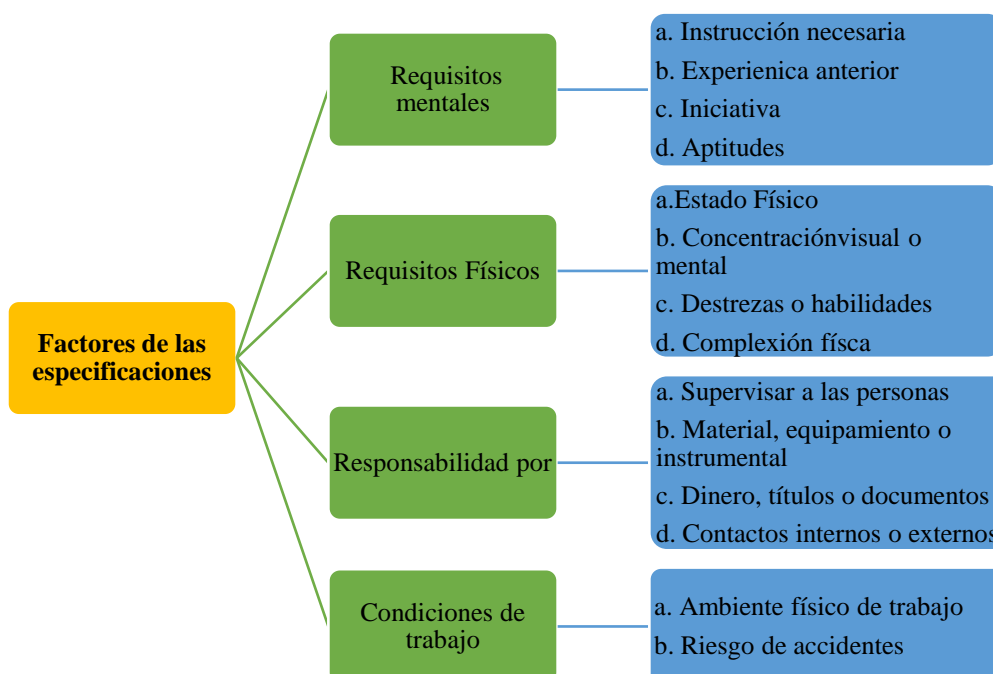 Factores de las
especificaciones
Requisitos
mentales
a. Instrucción necesaria
b. Experienica anterior
c. Iniciativa
d. Aptitudes
Requisitos Físicos
a.Estado Físico
b. Concentraciónvisual o
mental
c. Destrezas o habilidades
d. Complexión físca
Responsabilidad por
a. Supervisar a las personas
b. Material, equipamiento o
instrumental
c. Dinero, títulos o documentos
d. Contactos internos o externos
Condiciones de
trabajo
a. Ambiente físico de trabajo
b. Riesgo de accidentes